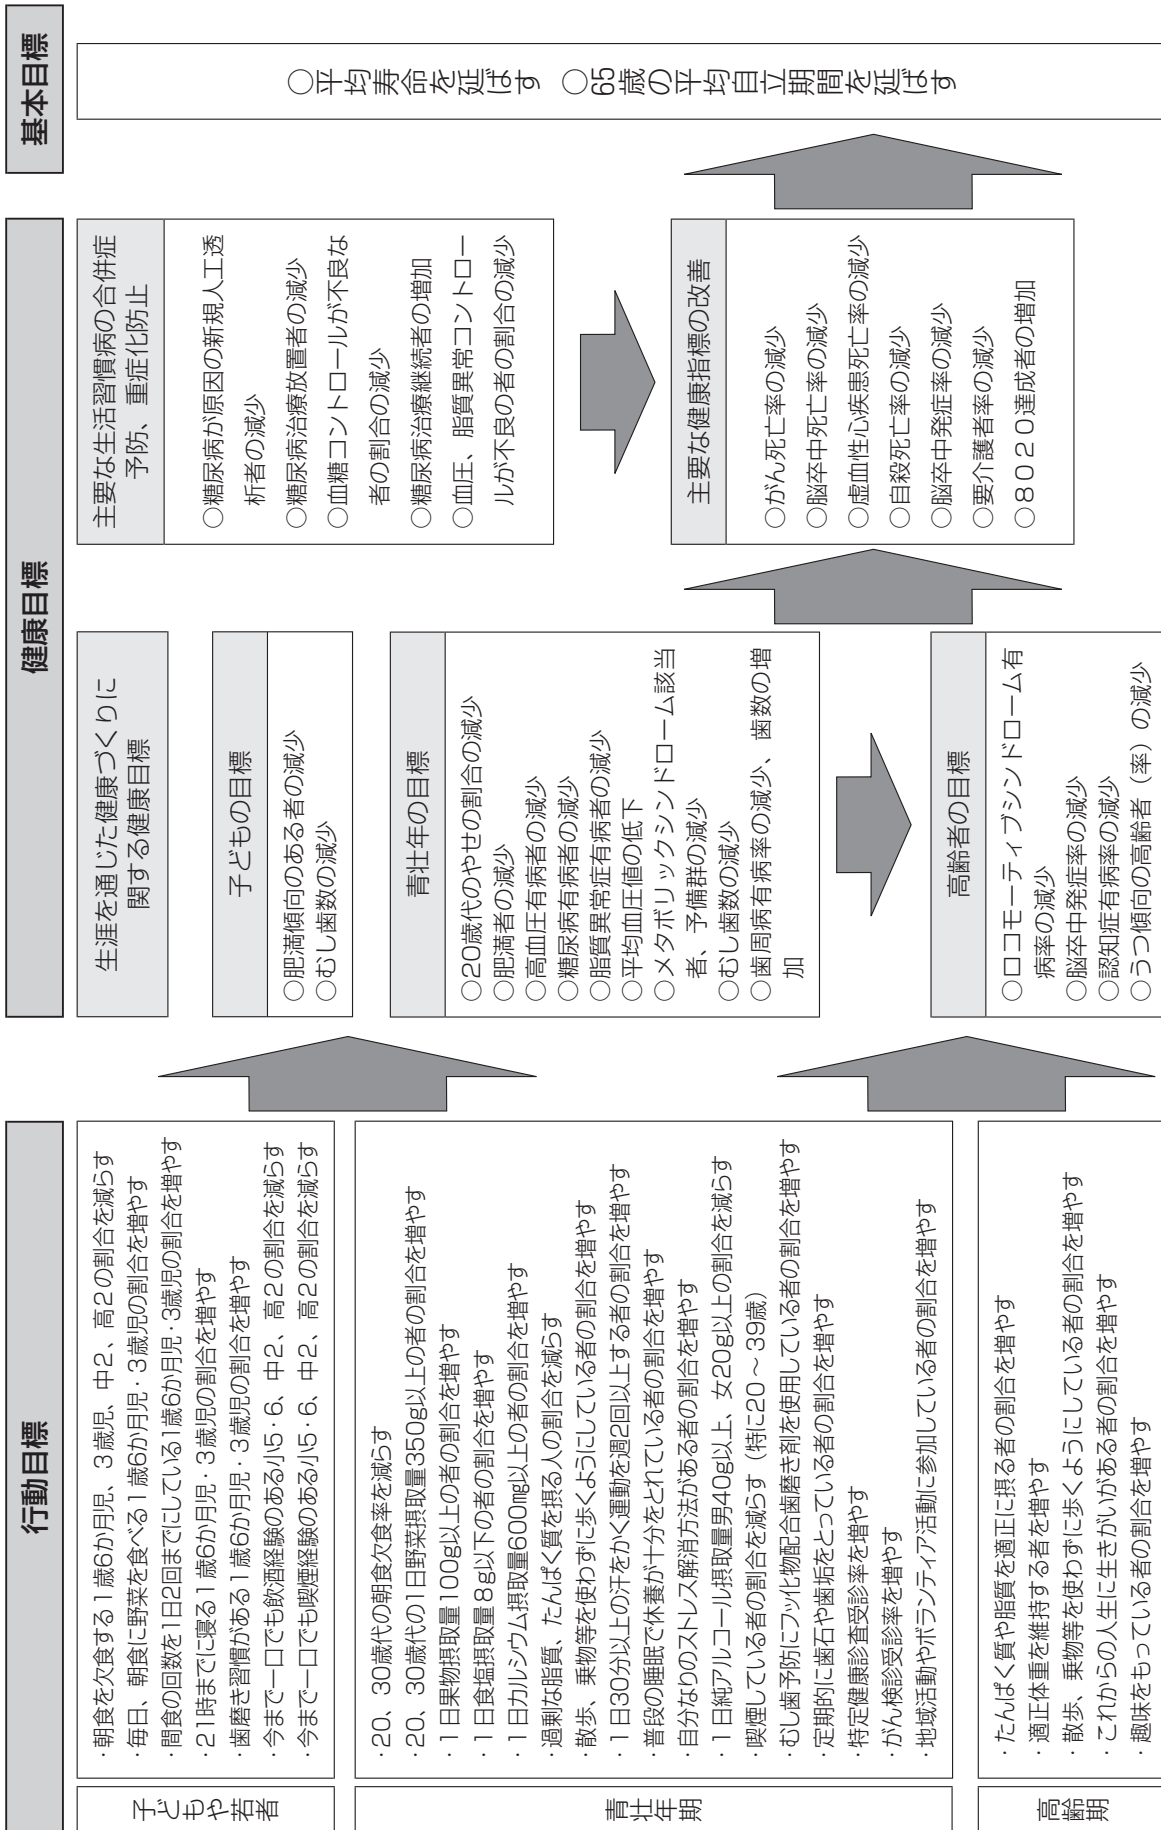 行動目標
子どもや若者
・朝食を欠食する1歳6か月児、3歳児、中2、高2の割合を減らす
・毎日、朝食に野菜を食べる1歳6か月児・3歳児の割合を増やす
・間食の回数を1日2回までにしている1歳6か月児・3歳児の割合を増やす
・21時までに寝る1歳6か月児・3歳児の割合を増やす
・歯磨き習慣がある1歳6か月児・3歳児の割合を増やす
・今まで一口でも飲酒経験のある小5・6、中2、高2の割合を減らす
・今まで一口でも喫煙経験のある小5・6、中2、高2の割合を減らす
青壮年期
・20、30歳代の朝食欠食率を減らす
・20、30歳代の1日野菜摂取量350g以上の者の割合を増やす
・1日果物摂取量100g以上の者の割合を増やす
・1日食塩摂取量8g以下の者の割合を増やす
・1日カルシウム摂取量600㎎以上の者の割合を増やす
・過剰な脂質、たんぱく質を摂る人の割合を減らす
・散歩、乗物等を使わずに歩くようにしている者の割合を増やす
・1日30分以上の汗をかく運動を週2回以上する者の割合を増やす
・普段の睡眠で休養が十分をとれている者の割合を増やす
・自分なりのストレス解消方法がある者の割合を増やす
・1日純アルコール摂取量男40g以上、女20g以上の割合を減らす
・喫煙している者の割合を減らす（特に20～39歳）
・むし歯予防にフッ化物配合歯磨き剤を使用している者の割合を増やす
・定期的に歯石や歯垢をとっている者の割合を増やす
・特定健康診査受診率を増やす
・がん検診受診率を増やす
・地域活動やボランティア活動に参加している者の割合を増やす
高齢期
・たんぱく質や脂質を適正に摂る者の割合を増やす
・適正体重を維持する者を増やす
・散歩、乗物等を使わずに歩くようにしている者の割合を増やす
・これからの人生に生きがいがある者の割合を増やす
・趣味をもっている者の割合を増やす
健康目標
生涯を通じた健康づくりに
関する健康目標
子どもの目標
○肥満傾向のある者の減少
○むし歯数の減少
青壮年の目標
○20歳代のやせの割合の減少
○肥満者の減少
○高血圧有病者の減少
○糖尿病有病者の減少
○脂質異常症有病者の減少
○平均血圧値の低下
○メタボリックシンドローム該当
者、予備群の減少
○むし歯数の減少
○歯周病有病率の減少、歯数の増
加
高齢者の目標
○ロコモーティブシンドローム有
病率の減少
○脳卒中発症率の減少
○認知症有病率の減少
○うつ傾向の高齢者（率）の減少
主要な生活習慣病の合併症
予防、重症化防止
○糖尿病が原因の新規人工透
析者の減少
○糖尿病治療放置者の減少
○血糖コントロールが不良な
者の割合の減少
○糖尿病治療継続者の増加
○血圧、脂質異常コントロー
ルが不良の者の割合の減少
主要な健康指標の改善
○がん死亡率の減少
○脳卒中死亡率の減少
○虚血性心疾患死亡率の減少
○自殺死亡率の減少
○脳卒中発症率の減少
○要介護者率の減少
○8020達成者の増加
基本目標
○平均寿命を延ばす ○65歳の平均自立期間を延ばす